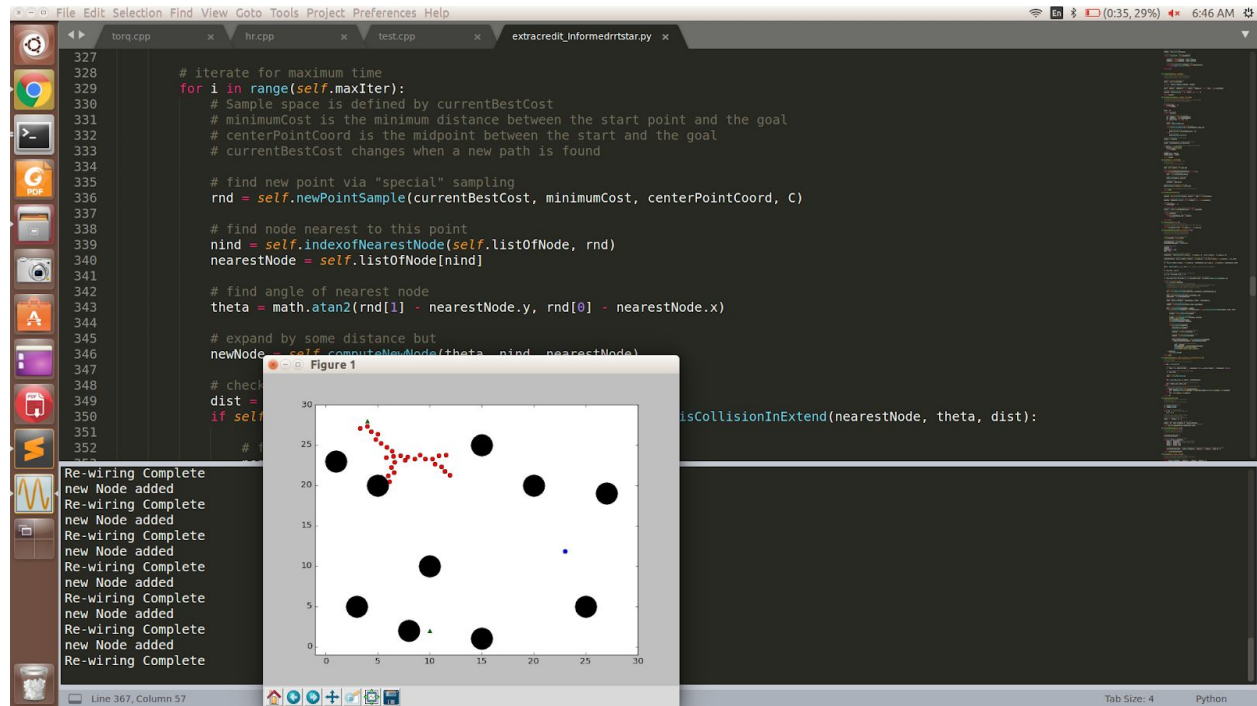 File Edit Selection Find View Goto Tools Project Preferences Help
En (0:35, 29%) 6:46 AM
torq.cpp × hr.cpp × test.cpp × extracredit_Informedrrtstar.py ×
327
328 # iterate for maximum time
329 for i in range(self.maxIter):
330 # Sample space is defined by currentBestCost
331 # minimumCost is the minimum distance between the start point and the goal
332 # centerPointCoord is the midpoint between the start and the goal
333 # currentBestCost changes when a new path is found
334
335 # find new point via "special" sampling
336 rnd = self.newPointSample(currentBestCost, minimumCost, centerPointCoord, C)
337
338 # find node nearest to this point
339 nind = self.indexofNearestNode(self.listOfNode, rnd)
340 nearestNode = self.listOfNode[nind]
341
342 # find angle of nearest node
343 theta = math.atan2(rnd[1] - nearestNode.y, rnd[0] - nearestNode.x)
344
345 # expand by some distance but
346 newNode = self.computeNewNode(theta, nind, nearestNode)
347
348 # check
349 dist =
350 if self isCollisionInExtend(nearestNode, theta, dist):
351
352 #
Figure 1
30
25
20
15
10
5
0
0 5 10 15 20 25 30
PDF
PDF
Re-wiring Complete
new Node added
Re-wiring Complete
new Node added
Re-wiring Complete
new Node added
Re-wiring Complete
new Node added
Re-wiring Complete
new Node added
Re-wiring Complete
new Node added
Re-wiring Complete
Line 367, Column 57
Tab Size: 4 Python